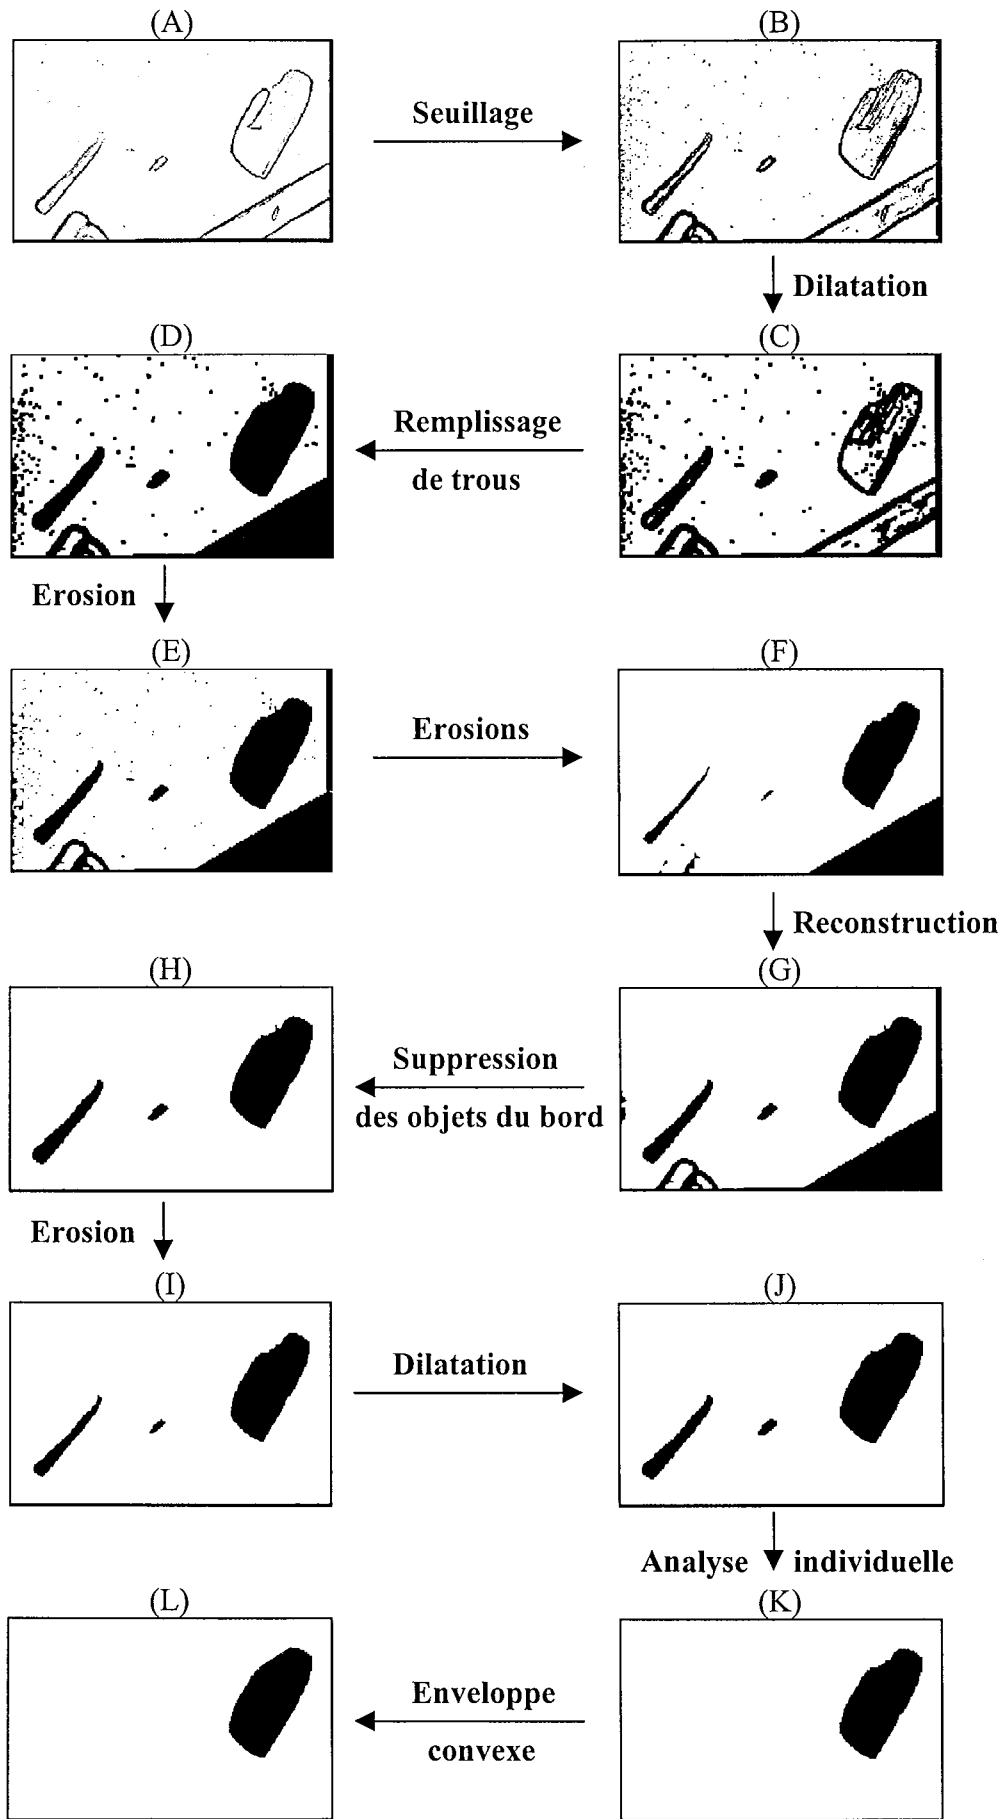 (A)
(B)
Seuillage
Dilatation
(D)
(C)
Remplissage
de trous
Erosion
(E)
(F)
Erosions
Reconstruction
(H)
(G)
Suppression
des objets du bord
Erosion
(I)
(J)
Dilatation
Analyse individuelle
(L)
(K)
Enveloppe
convexe